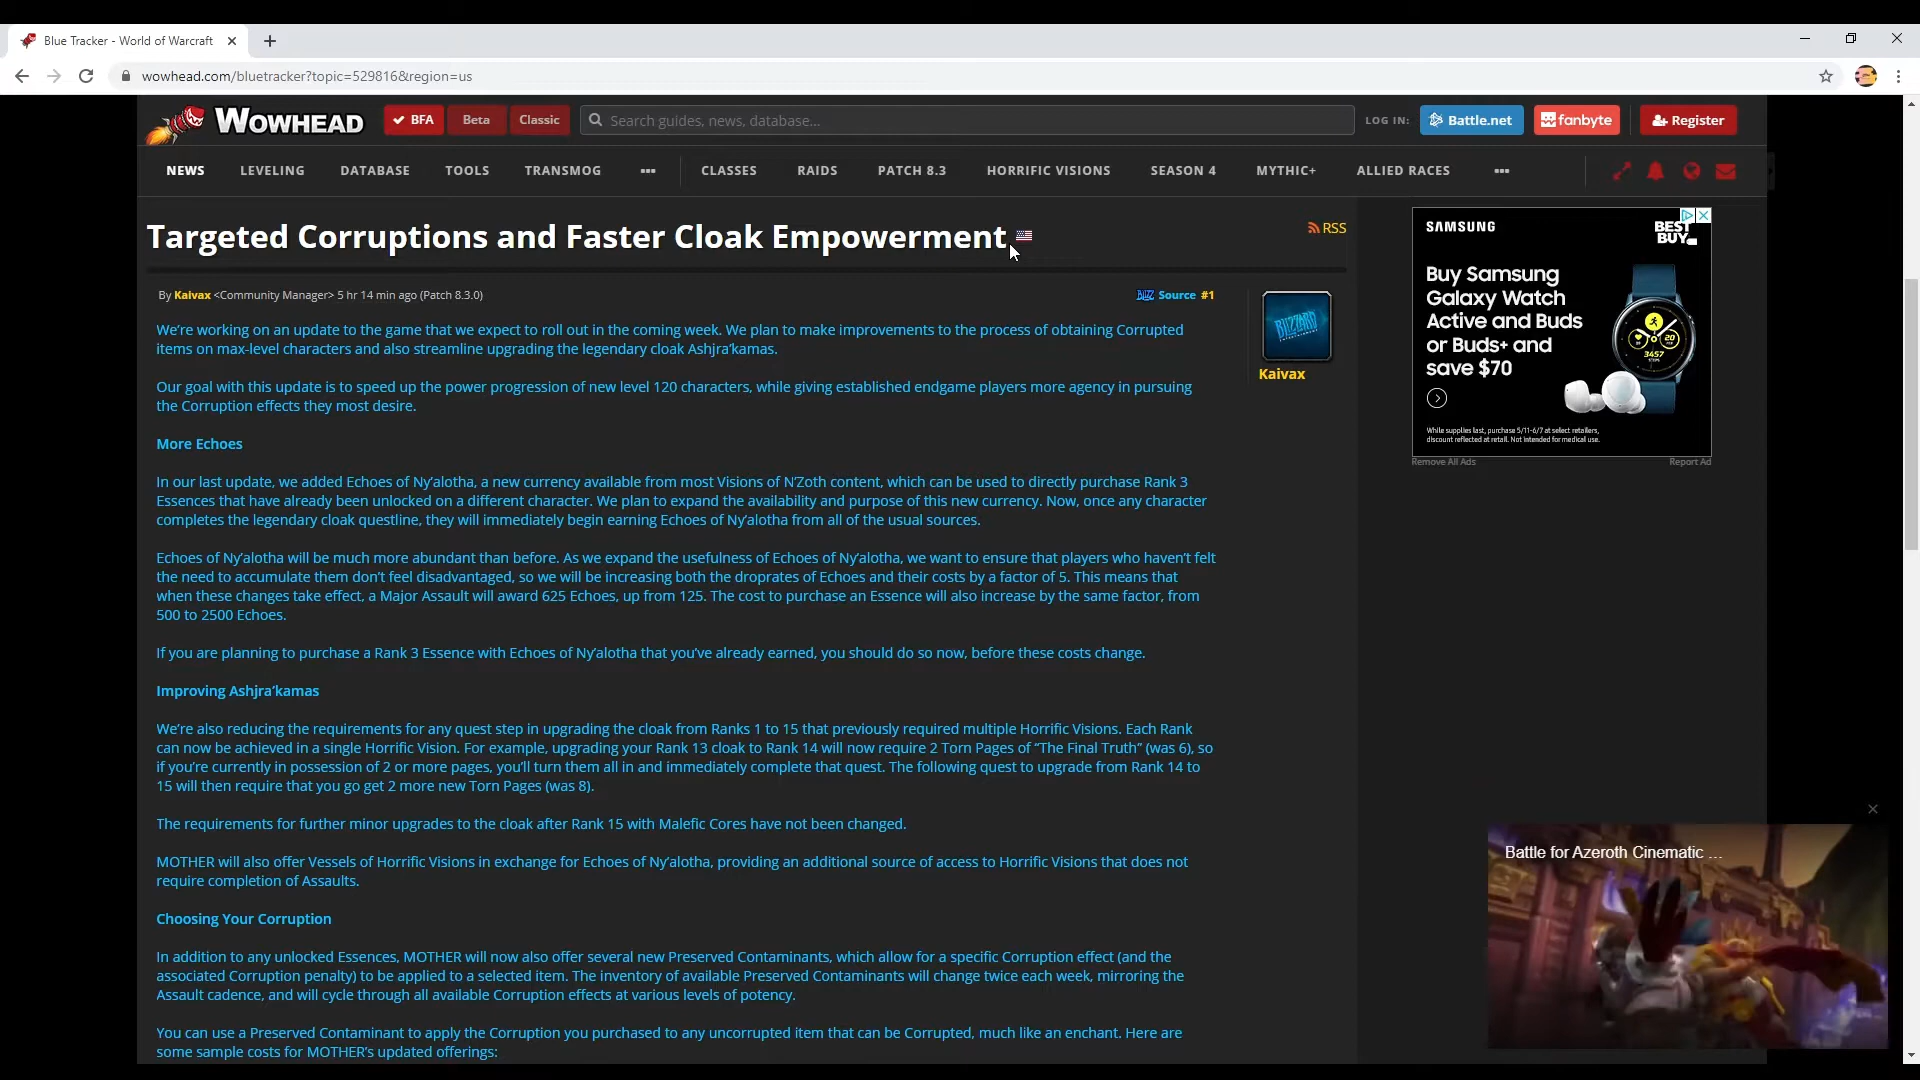 Blue Tracker - World of Warcraft
wowhead.com/bluetracker?topic=529816&region=us
WOWHEAD
BFA
Beta
Classic
Search guides, news, database...
LOG IN:
Battle.net
fanbyte
Register
NEWS
LEVELING
DATABASE
TOOLS
TRANSMOG
CLASSES
RAIDS
PATCH 8.3
HORRIFIC VISIONS
SEASON 4
MYTHIC+
ALLIED RACES
Targeted Corruptions and Faster Cloak Empowerment
RSS
By Kaivax <Community Manager> 5 hr 14 min ago (Patch 8.3.0)
BLIZZ Source #1
We're working on an update to the game that we expect to roll out in the coming week. We plan to make improvements to the process of obtaining Corrupted
items on max-level characters and also streamline upgrading the legendary cloak Ashjra'kamas.
Our goal with this update is to speed up the power progression of new level 120 characters, while giving established endgame players more agency in pursuing
the Corruption effects they most desire.
More Echoes
In our last update, we added Echoes of Ny'alotha, a new currency available from most Visions of N'Zoth content, which can be used to directly purchase Rank 3
Essences that have already been unlocked on a different character. We plan to expand the availability and purpose of this new currency. Now, once any character
completes the legendary cloak questline, they will immediately begin earning Echoes of Ny'alotha from all of the usual sources.
Echoes of Ny'alotha will be much more abundant than before. As we expand the usefulness of Echoes of Ny'alotha, we want to ensure that players who haven't felt
the need to accumulate them don't feel disadvantaged, so we will be increasing both the droprates of Echoes and their costs by a factor of 5. This means that
when these changes take effect, a Major Assault will award 625 Echoes, up from 125. The cost to purchase an Essence will also increase by the same factor, from
500 to 2500 Echoes.
If you are planning to purchase a Rank 3 Essence with Echoes of Ny'alotha that you've already earned, you should do so now, before these costs change.
Improving Ashjra'kamas
We're also reducing the requirements for any quest step in upgrading the cloak from Ranks 1 to 15 that previously required multiple Horrific Visions. Each Rank
can now be achieved in a single Horrific Vision. For example, upgrading your Rank 13 cloak to Rank 14 will now require 2 Torn Pages of "The Final Truth" (was 6), so
if you're currently in possession of 2 or more pages, you'll turn them all in and immediately complete that quest. The following quest to upgrade from Rank 14 to
15 will then require that you go get 2 more new Torn Pages (was 8).
The requirements for further minor upgrades to the cloak after Rank 15 with Malefic Cores have not been changed.
MOTHER will also offer Vessels of Horrific Visions in exchange for Echoes of Ny'alotha, providing an additional source of access to Horrific Visions that does not
require completion of Assaults.
Choosing Your Corruption
In addition to any unlocked Essences, MOTHER will now also offer several new Preserved Contaminants, which allow for a specific Corruption effect (and the
associated Corruption penalty) to be applied to a selected item. The inventory of available Preserved Contaminants will change twice each week, mirroring the
Assault cadence, and will cycle through all available Corruption effects at various levels of potency.
You can use a Preserved Contaminant to apply the Corruption you purchased to any uncorrupted item that can be Corrupted, much like an enchant. Here are
some sample costs for MOTHER's updated offerings:
BLIZZARD
Kaivax
SAMSUNG
BEST
BUY
Buy Samsung
Galaxy Watch
Active and Buds
or Buds+ and
save $70
3457
STEPS
While supplies last, purchase 5/11-6/7 at select retailers,
discount reflected at retail. Not intended for medical use.
Remove All Ads
Report Ad
Battle for Azeroth Cinematic ...